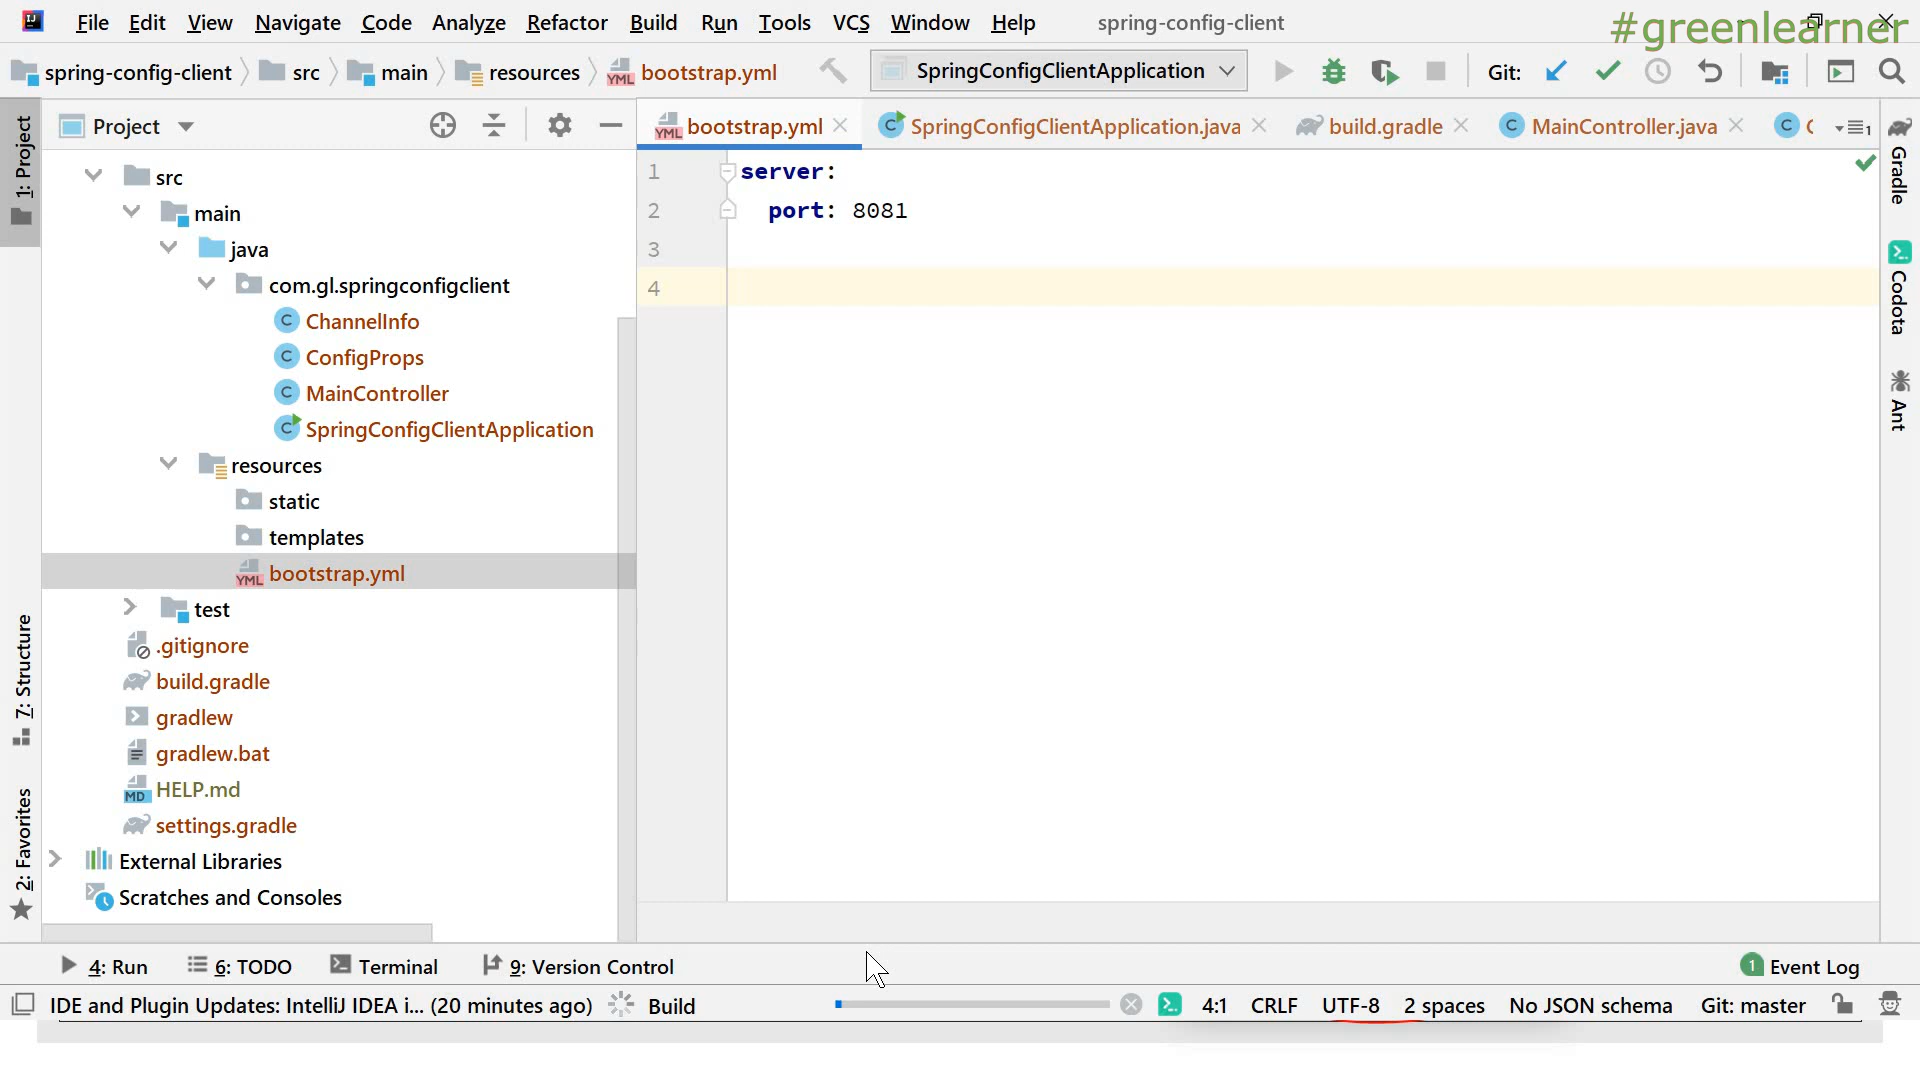 File Edit View Navigate Code Analyze Refactor Build Run Tools VCS Window Help spring-config-client
#greenlearner
spring-config-client src main resources YML bootstrap.yml SpringConfigClientApplication Git:
1: Project
Project
YML bootstrap.yml C SpringConfigClientApplication.java build.gradle C MainController.java C
src
main
java
com.gl.springconfigclient
C ChannelInfo
C ConfigProps
C MainController
C SpringConfigClientApplication
resources
static
templates
YML bootstrap.yml
test
.gitignore
build.gradle
gradlew
gradlew.bat
MD HELP.md
settings.gradle
External Libraries
Scratches and Consoles
1 server:
2 port: 8081
3
4
7: Structure
2: Favorites
Gradle
Codota
Ant
4: Run 6: TODO Terminal 9: Version Control 1 Event Log
IDE and Plugin Updates: IntelliJ IDEA i... (20 minutes ago) Build 4:1 CRLF UTF-8 2 spaces No JSON schema Git: master